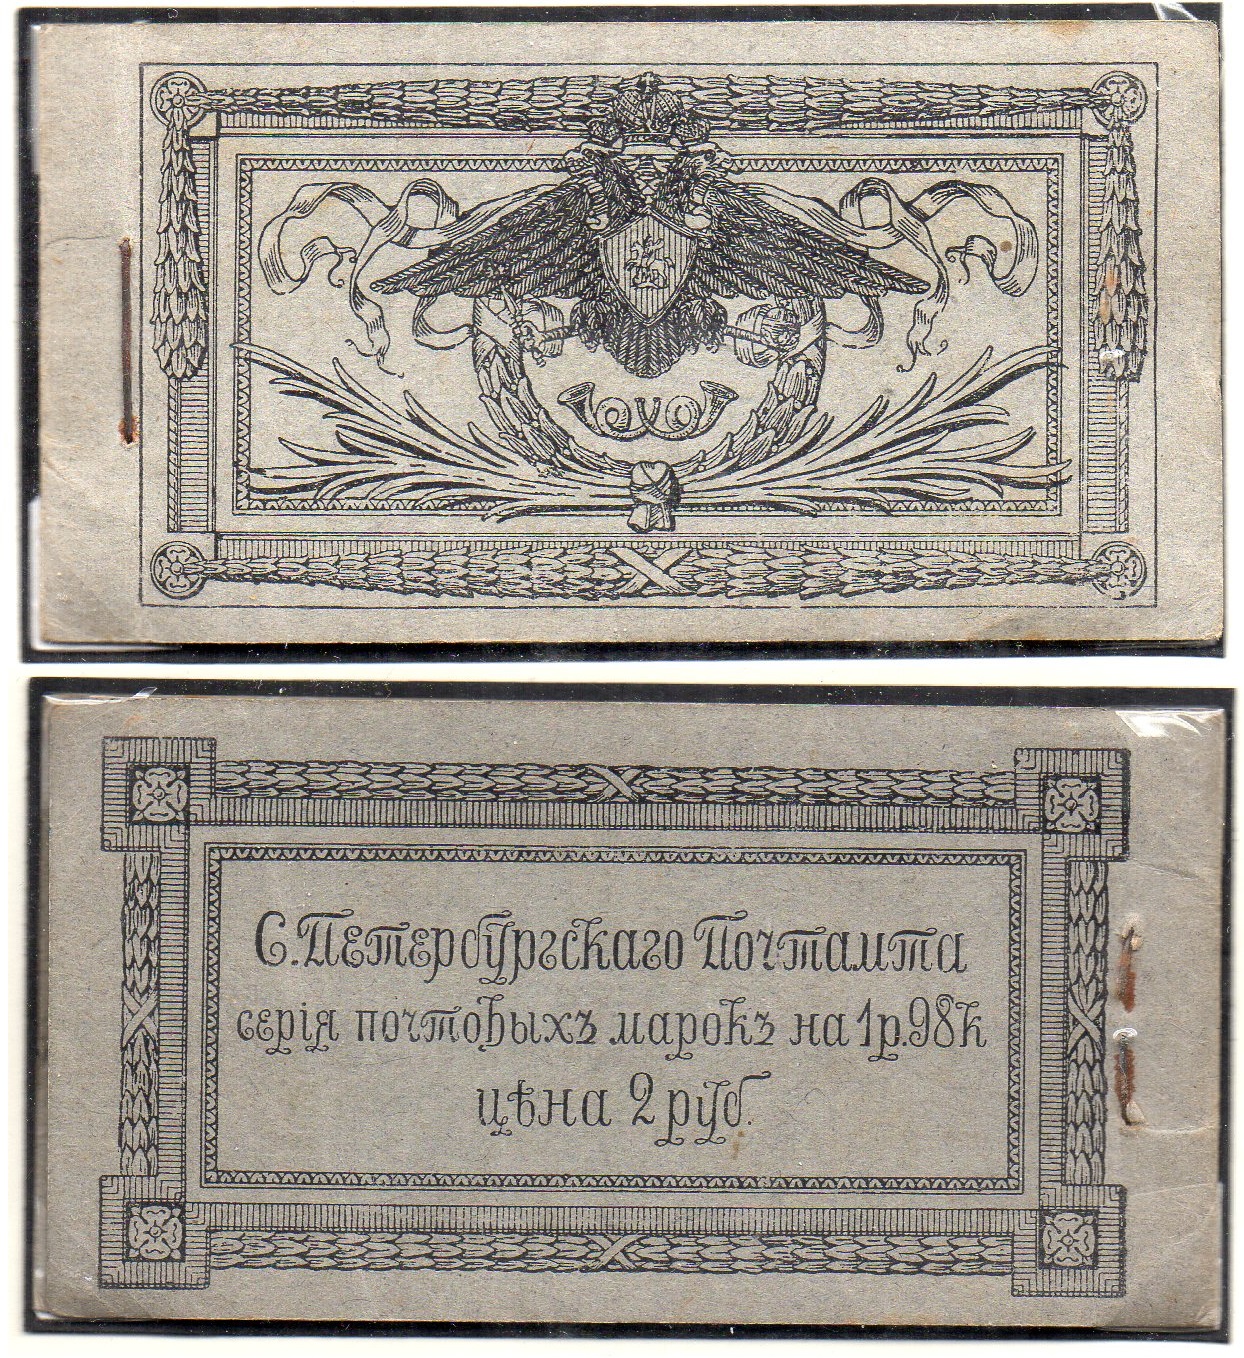 С. Петербургскаго Почтамта
серія почтовыхъ марокъ на 1р. 98к
цѣна 2 руб.